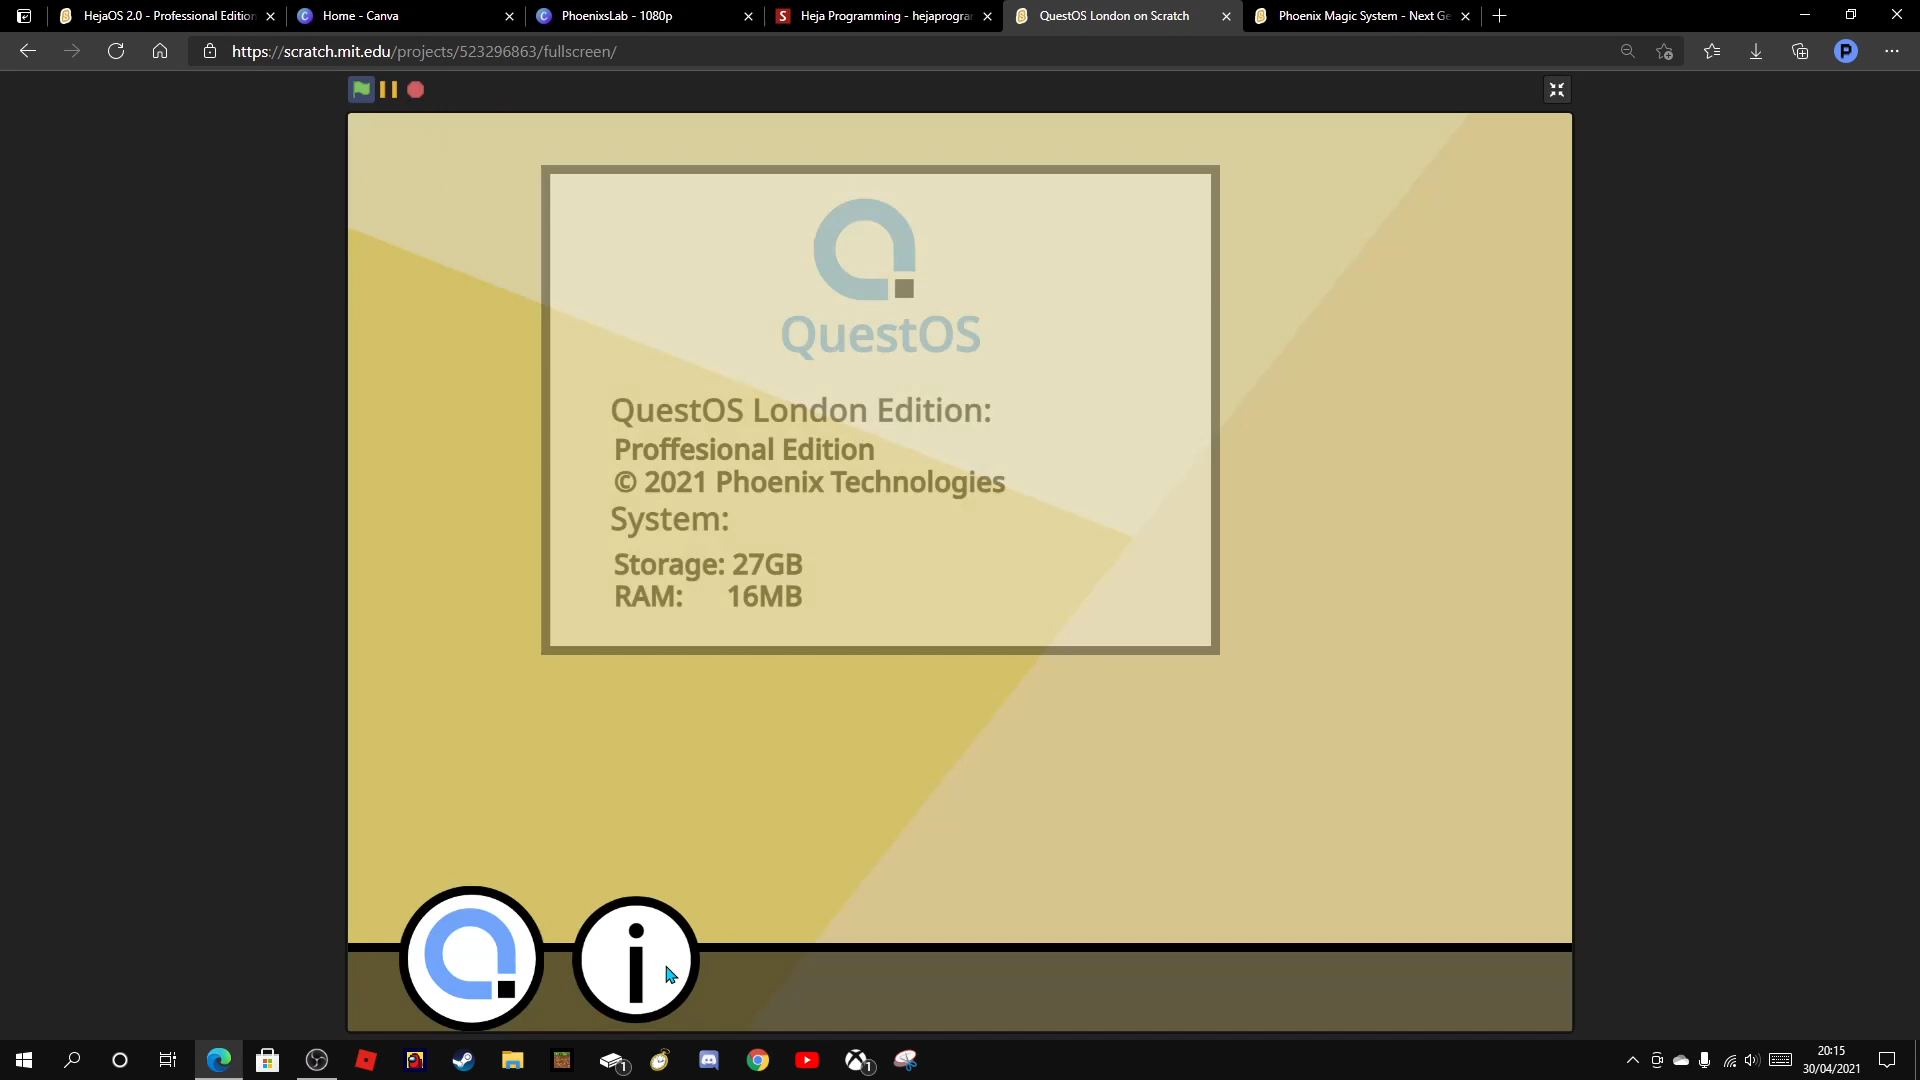 HejaOS 2.0 - Professional Edition
Home - Canva
PhoenixsLab - 1080p
Heja Programming - hejaprogra
QuestOS London on Scratch
Phoenix Magic System - Next Ge
https://scratch.mit.edu/projects/523296863/fullscreen/
P
QuestOS
QuestOS London Edition:
Proffesional Edition
© 2021 Phoenix Technologies
System:
Storage: 27GB
RAM: 16MB
i
1
1
20:15
30/04/2021